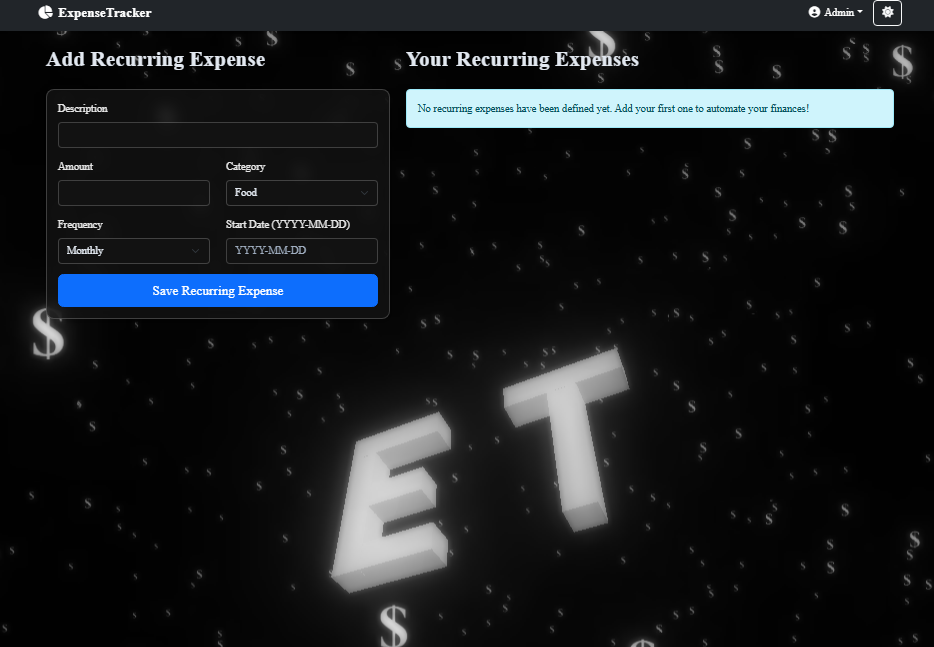 ExpenseTracker
Admin
Add Recurring Expense
Your Recurring Expenses
Description
No recurring expenses have been defined yet. Add your first one to automate your finances!
Amount
Category
Food
Frequency
Start Date (YYYY-MM-DD)
Monthly
YYYY-MM-DD
Save Recurring Expense
E T
$